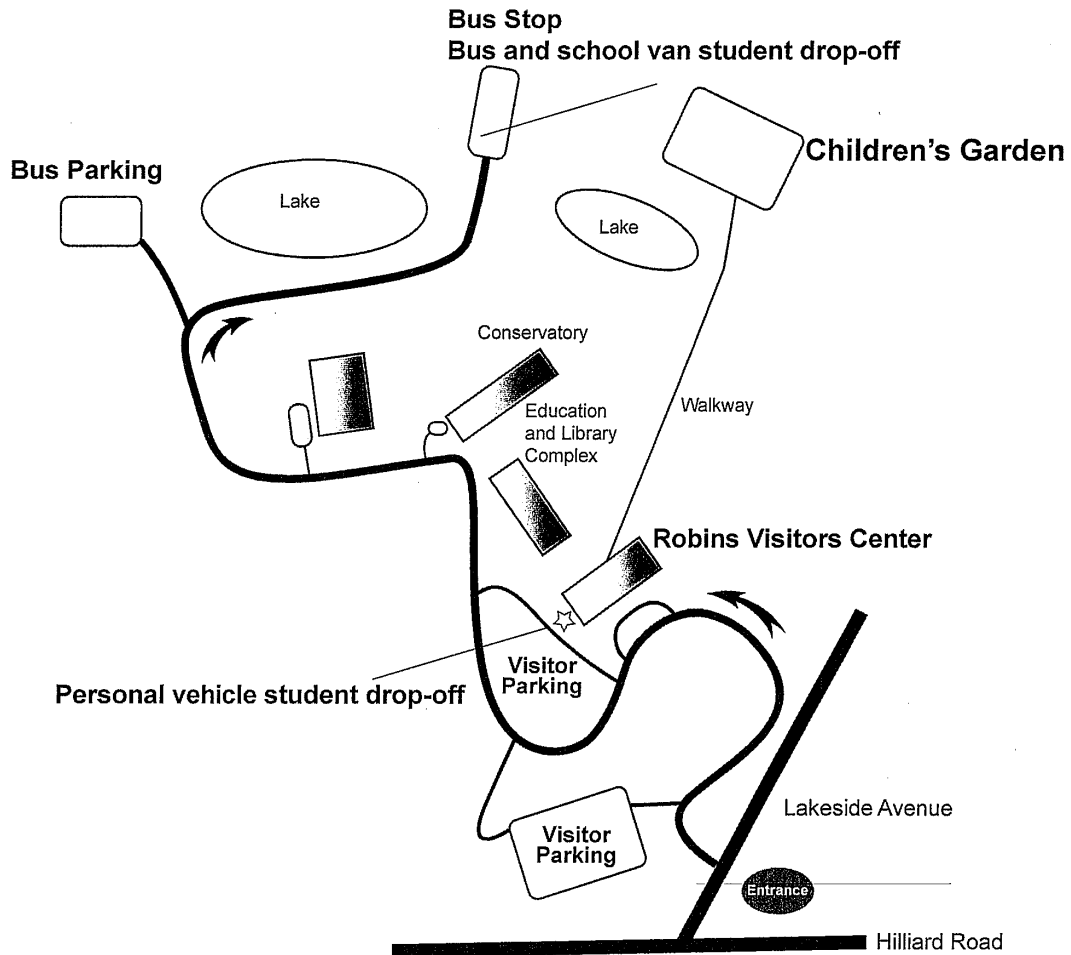 Bus Stop
Bus and school van student drop-off
Children's Garden
Bus Parking
Lake
Lake
Conservatory
Education
and Library
Complex
Walkway
Robins Visitors Center
Visitor
Parking
Personal vehicle student drop-off
Lakeside Avenue
Visitor
Parking
Entrance
Hilliard Road